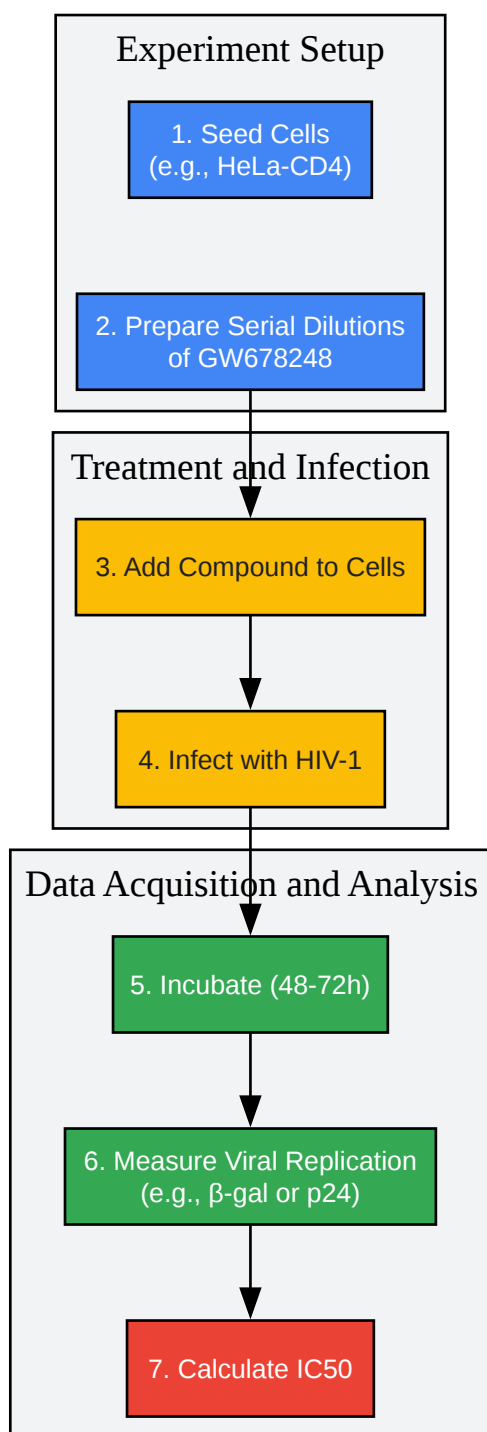 Experiment Setup
1. Seed Cells
(e.g., HeLa-CD4)
2. Prepare Serial Dilutions
of GW678248
Treatment and Infection
3. Add Compound to Cells
4. Infect with HIV-1
Data Acquisition and Analysis
5. Incubate (48-72h)
6. Measure Viral Replication
(e.g., β-gal or p24)
7. Calculate IC50